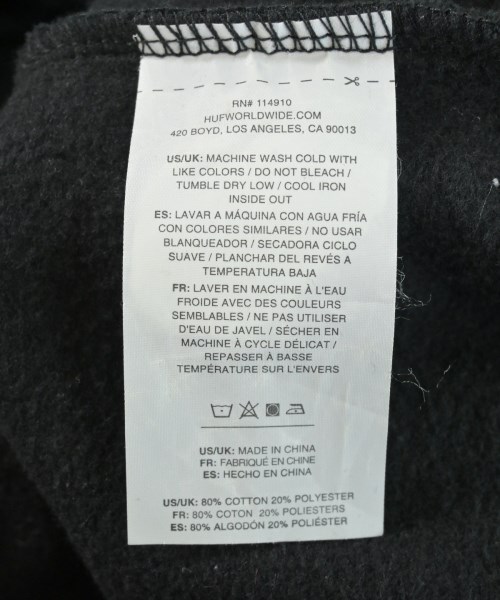 RN# 114910
HUFWORLDWIDE.COM
420 BOYD, LOS ANGELES, CA 90013
US/UK: MACHINE WASH COLD WITH
LIKE COLORS / DO NOT BLEACH /
TUMBLE DRY LOW / COOL IRON
INSIDE OUT
ES: LAVAR A MÁQUINA CON AGUA FRÍA
CON COLORES SIMILARES / NO USAR
BLANQUEADOR / SECADORA CICLO
SUAVE / PLANCHAR DEL REVÉS A
TEMPERATURA BAJA
FR: LAVER EN MACHINE À L'EAU
FROIDE AVEC DES COULEURS
SEMBLABLES / NE PAS UTILISER
D'EAU DE JAVEL / SÉCHER EN
MACHINE À CYCLE DÉLICAT /
REPASSER À BASSE
TEMPÉRATURE SUR L'ENVERS
US/UK: MADE IN CHINA
FR: FABRIQUÉ EN CHINE
ES: HECHO EN CHINA
US/UK: 80% COTTON 20% POLYESTER
FR: 80% COTON 20% POLIESTERS
ES: 80% ALGODÓN 20% POLIÉSTER